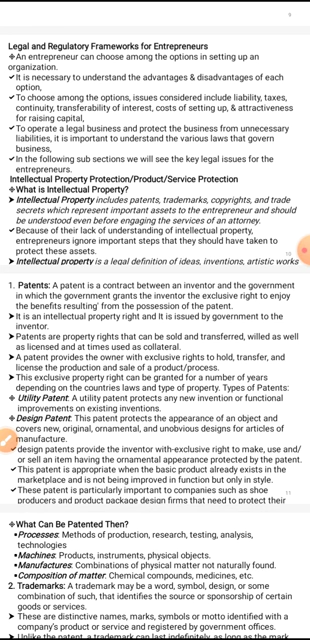 9
Legal and Regulatory Frameworks for Entrepreneurs
❖An entrepreneur can choose among the options in setting up an
organization.
✓It is necessary to understand the advantages & disadvantages of each
option,
✓To choose among the options, issues considered include liability, taxes,
continuity, transferability of interest, costs of setting up, & attractiveness
for raising capital,
✓To operate a legal business and protect the business from unnecessary
liabilities, it is important to understand the various laws that govern
business,
✓In the following sub sections we will see the key legal issues for the
entrepreneurs.
Intellectual Property Protection/Product/Service Protection
❖What is Intellectual Property?
➤ Intellectual Property includes patents, trademarks, copyrights, and trade
secrets which represent important assets to the entrepreneur and should
be understood even before engaging the services of an attorney.
✓Because of their lack of understanding of intellectual property,
entrepreneurs ignore important steps that they should have taken to
protect these assets.
10
➤Intellectual property is a legal definition of ideas, inventions, artistic works
1. Patents: A patent is a contract between an inventor and the government
in which the government grants the inventor the exclusive right to enjoy
the benefits resulting' from the possession of the patent.
➤It is an intellectual property right and It is issued by government to the
inventor.
➤Patents are property rights that can be sold and transferred, willed as well
as licensed and at times used as collateral.
➤A patent provides the owner with exclusive rights to hold, transfer, and
license the production and sale of a product/process.
➤This exclusive property right can be granted for a number of years
depending on the countries laws and type of property. Types of Patents:
❖ Utility Patent: A utility patent protects any new invention or functional
improvements on existing inventions.
❖Design Patent: This patent protects the appearance of an object and
covers new, original, ornamental, and unobvious designs for articles of
manufacture.
✓design patents provide the inventor with exclusive right to make, use and/
or sell an item having the ornamental appearance protected by the patent.
✓This patent is appropriate when the basic product already exists in the
marketplace and is not being improved in function but only in style.
✓These patents is particularly important to companies such as shoe
11
producers and product package design firms that need to protect their
❖What Can Be Patented Then?
▪Processes: Methods of production, research, testing, analysis,
technologies
▪Machines: Products, instruments, physical objects.
▪Manufactures: Combinations of physical matter not naturally found.
▪Composition of matter: Chemical compounds, medicines, etc.
2. Trademarks: A trademark may be a word, symbol, design, or some
combination of such, that identifies the source or sponsorship of certain
goods or services.
➤ These are distinctive names, marks, symbols or motto identified with a
company's product or service and registered by government offices.
➤ Unlike the patent, a trademark can last indefinitely, as long as the mark